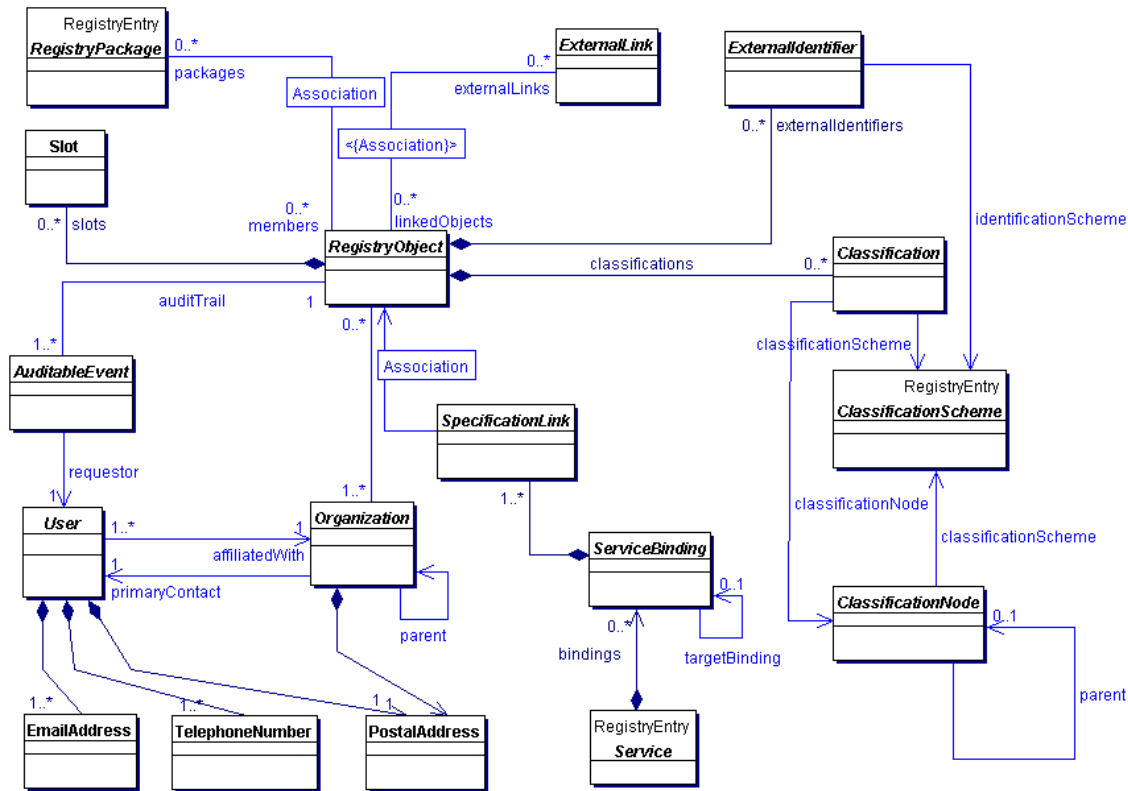 RegistryEntry
RegistryPackage
0..*
packages
Association
ExternalLink
0..*
externalLinks
<{Association}>
ExternalIdentifier
0..*
externalIdentifiers
identificationScheme
Slot
0..*
slots
0..*
members
0..*
linkedObjects
RegistryObject
classifications
0..*
Classification
auditTrail
1
1..*
0..*
classificationScheme
AuditableEvent
Association
SpecificationLink
RegistryEntry
ClassificationScheme
requestor
1
1..*
1..*
classificationNode
User
1..*
1
affiliatedWith
Organization
1
primaryContact
parent
ServiceBinding
0..1
targetBinding
classificationScheme
ClassificationNode
0..1
parent
0..*
bindings
1..*
EmailAddress
1..*
TelephoneNumber
1
1
PostalAddress
RegistryEntry
Service